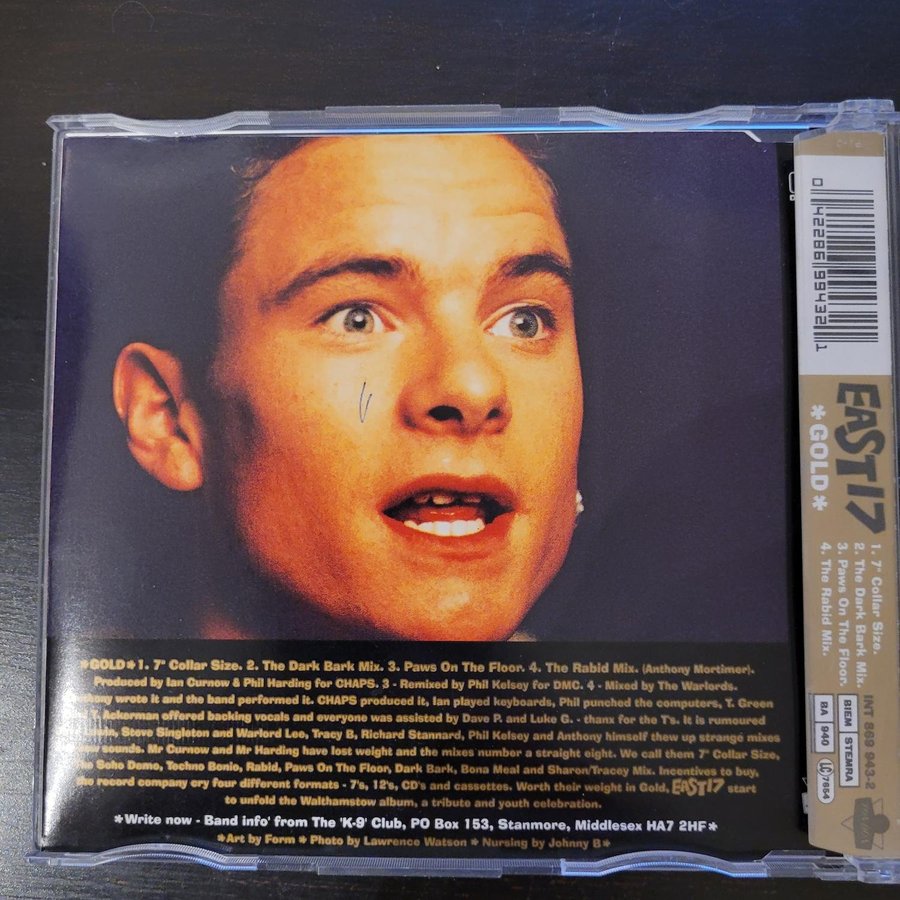 *GOLD* 1. 7" Collar Size. 2. The Dark Bark Mix. 3. Paws On The Floor. 4. The Rabid Mix. (Anthony Mortimer).
Produced by Ian Curnow & Phil Harding for CHAPS. 3 - Remixed by Phil Kelsey for DMC. 4 - Mixed by The Warlords.
wrote it and the band performed it. CHAPS produced it, Ian played keyboards, Phil punched the computers, T. Green
Ackerman offered backing vocals and everyone was assisted by Dave P. and Luke G. - thanx for the T's. It is rumoured
Steve Singleton and Warlord Lee, Tracy B, Richard Stannard, Phil Kelsey and Anthony himself thew up strange mixes
sounds. Mr Curnow and Mr Harding have lost weight and the mixes number a straight eight. We call them 7" Collar Size,
Soho Demo, Techno Bonio, Rabid, Paws On The Floor, Dark Bark, Bona Meal and Sharon/Tracey Mix. Incentives to buy,
the record company cry four different formats - 7's, 12's, CD's and cassettes. Worth their weight in Gold, EAST17 start
to unfold the Walthamstow album, a tribute and youth celebration.
*Write now - Band info' from The 'K-9' Club, PO Box 153, Stanmore, Middlesex HA7 2HF*
*Art by Form * Photo by Lawrence Watson * Nursing by Johnny B*
0 42286 99432 1
EAST17
*GOLD*
1. 7" Collar Size.
2. The Dark Bark Mix.
3. Paws On The Floor.
4. The Rabid Mix.
INT 869 943-2
BIEM STEMRA
BA 940
LC 7654